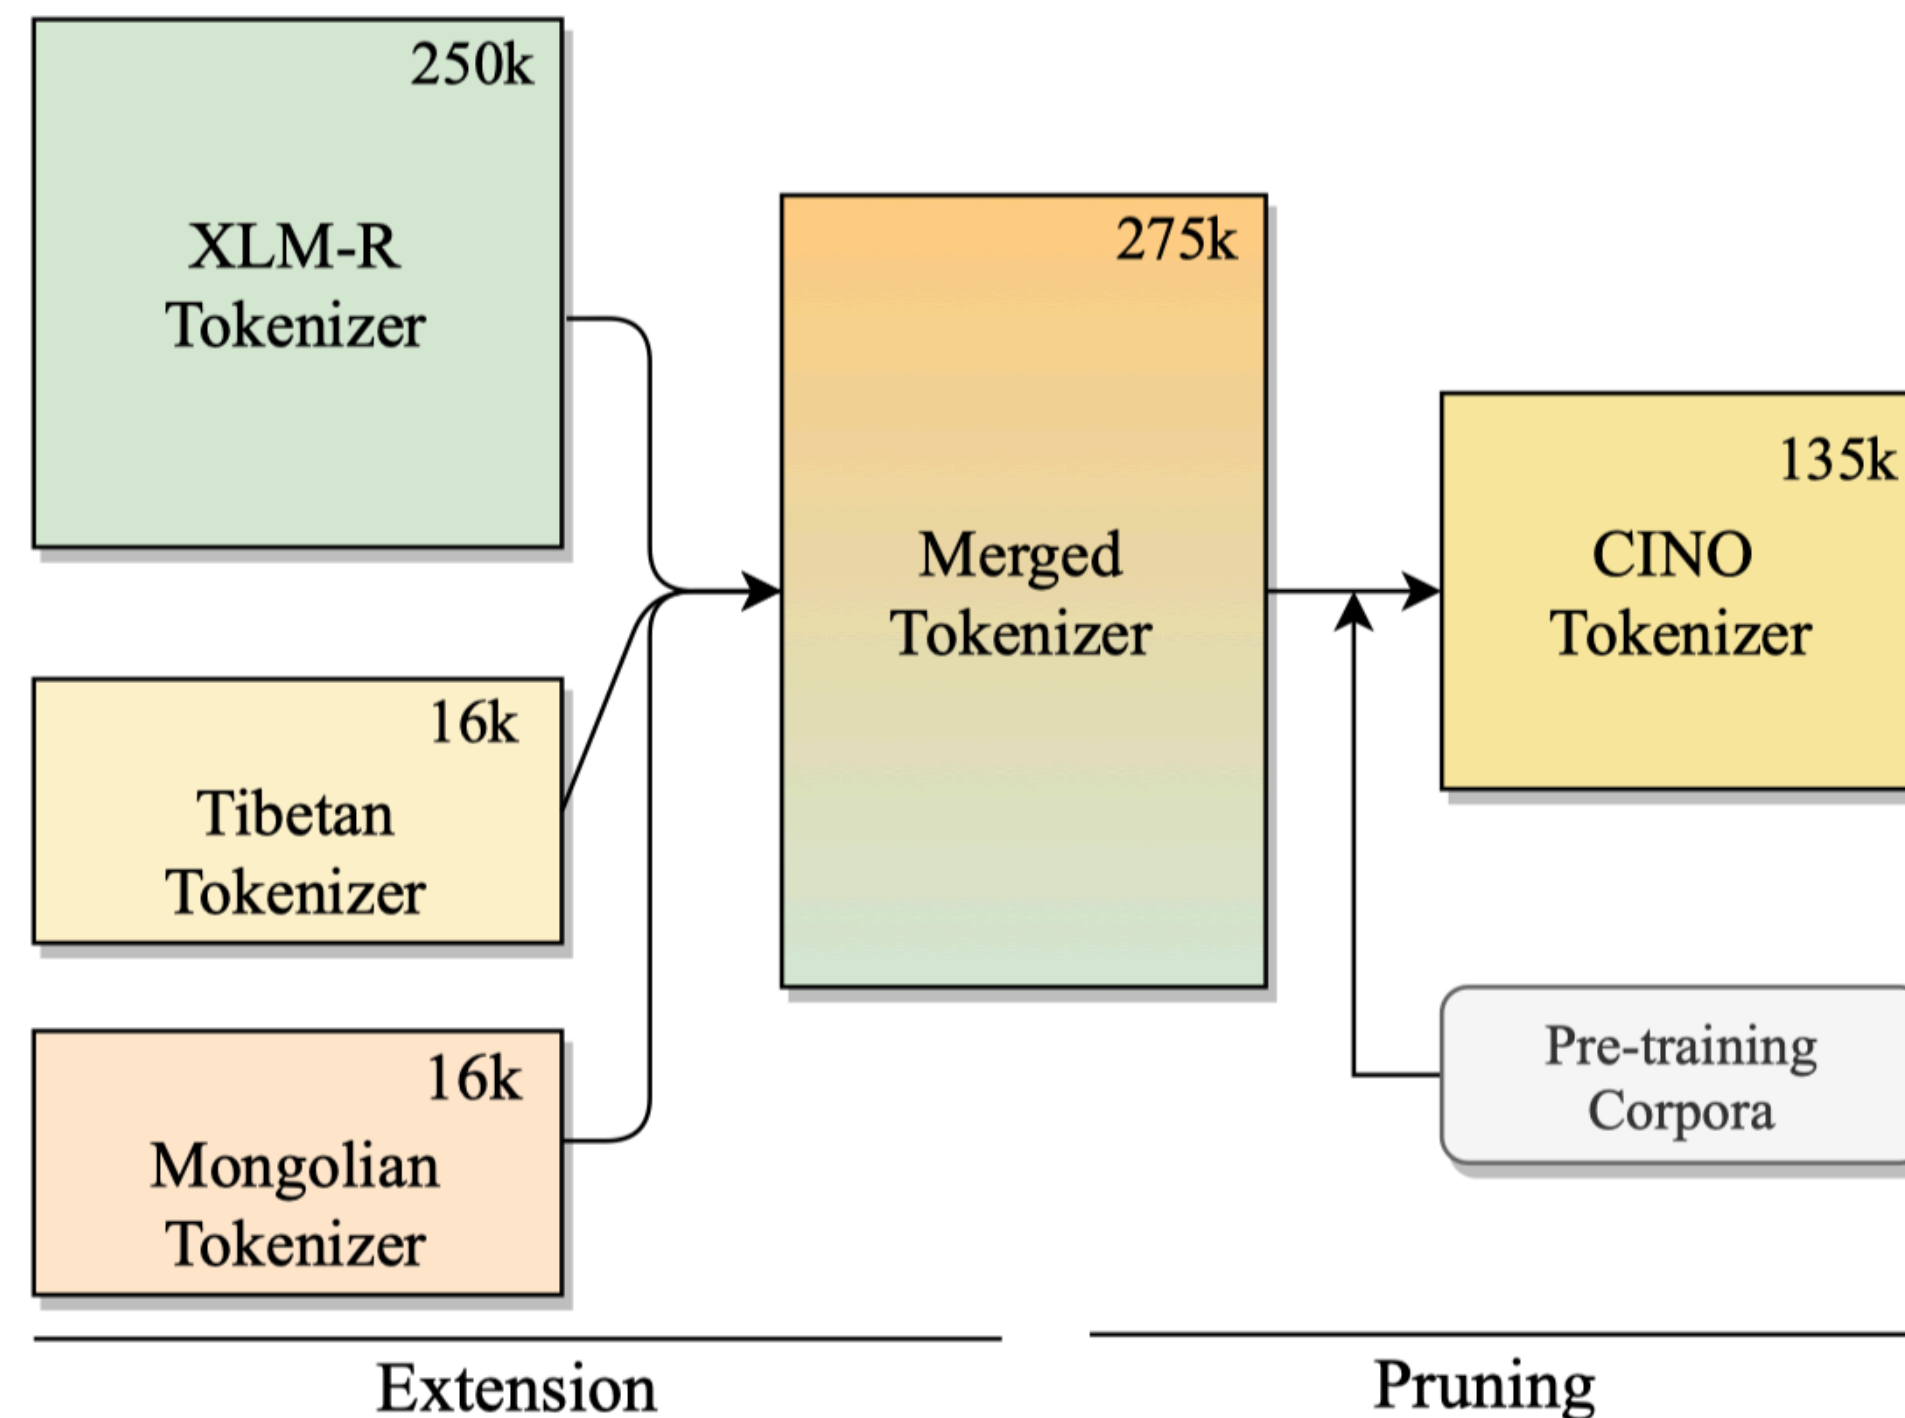 250k
XLM-R
Tokenizer
16k
Tibetan
Tokenizer
16k
Mongolian
Tokenizer
275k
Merged
Tokenizer
135k
CINO
Tokenizer
Pre-training
Corpora
Extension
Pruning